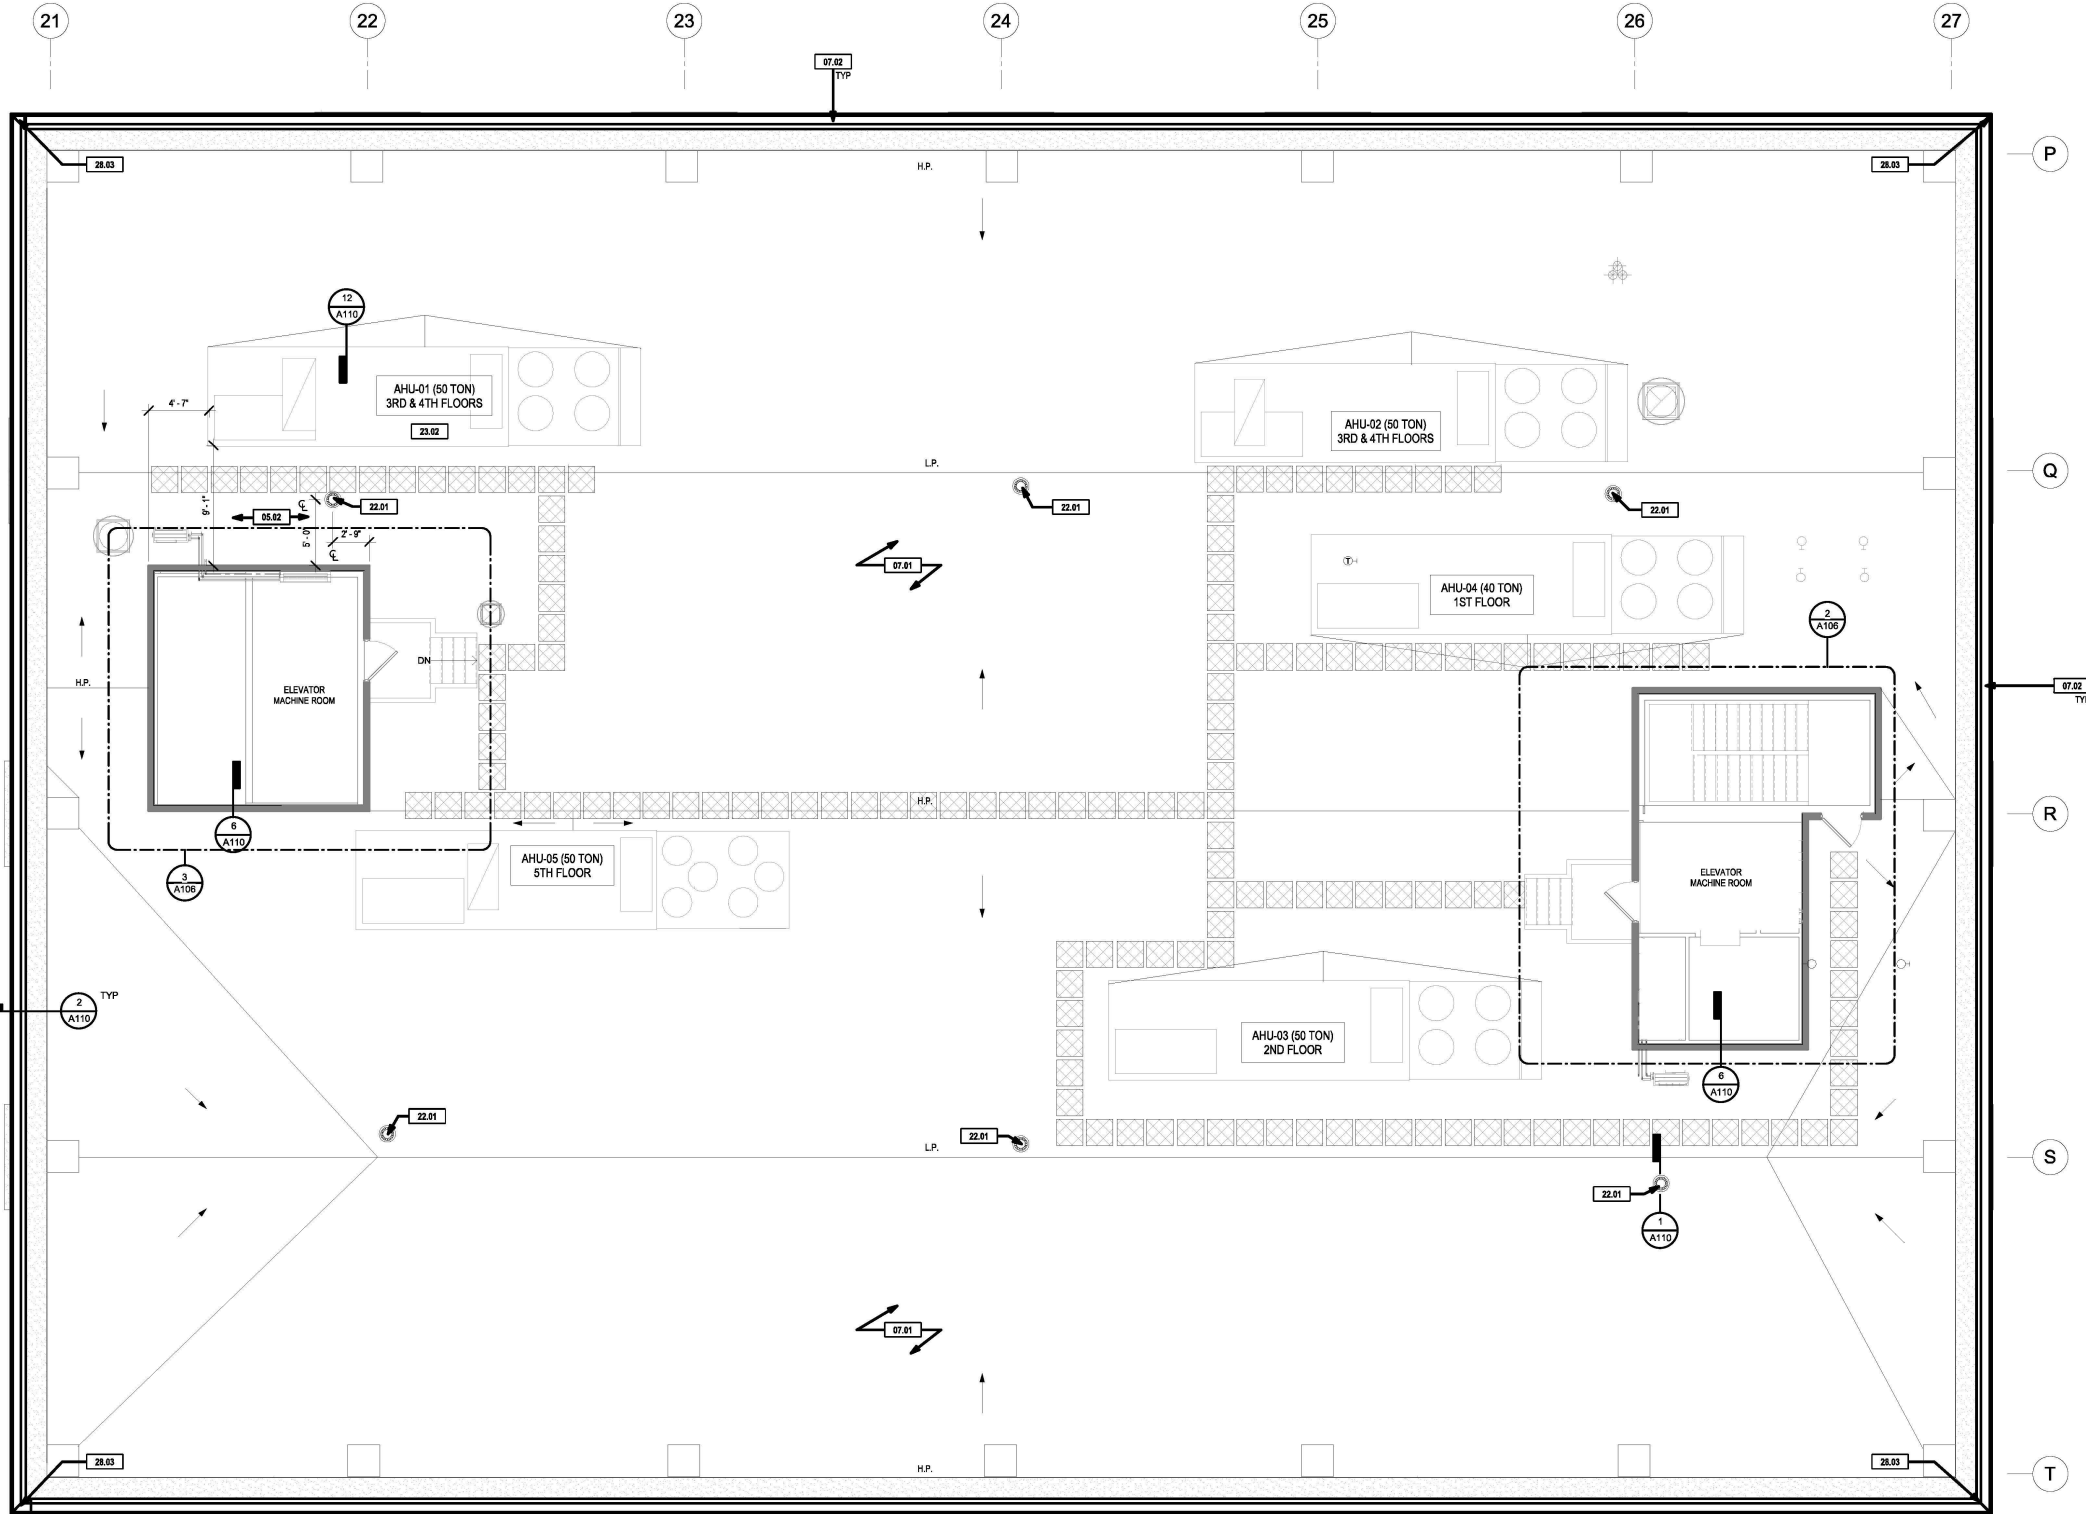 21
22
23
24
25
26
27
07.02
TYP
28.03
H.P.
28.03
P
12
A110
AHU-01 (50 TON)
3RD & 4TH FLOORS
23.02
4' - 7"
AHU-02 (50 TON)
3RD & 4TH FLOORS
L.P.
Q
9' - 1"
05.02
22.01
5' - 0"
2' - 9"
22.01
22.01
07.01
T
AHU-04 (40 TON)
1ST FLOOR
2
A106
DN
H.P.
ELEVATOR
MACHINE ROOM
07.02
TYP
H.P.
R
6
A110
3
A106
AHU-05 (50 TON)
5TH FLOOR
ELEVATOR
MACHINE ROOM
2
A110
TYP
AHU-03 (50 TON)
2ND FLOOR
6
A110
22.01
22.01
L.P.
S
22.01
1
A110
07.01
28.03
H.P.
28.03
T